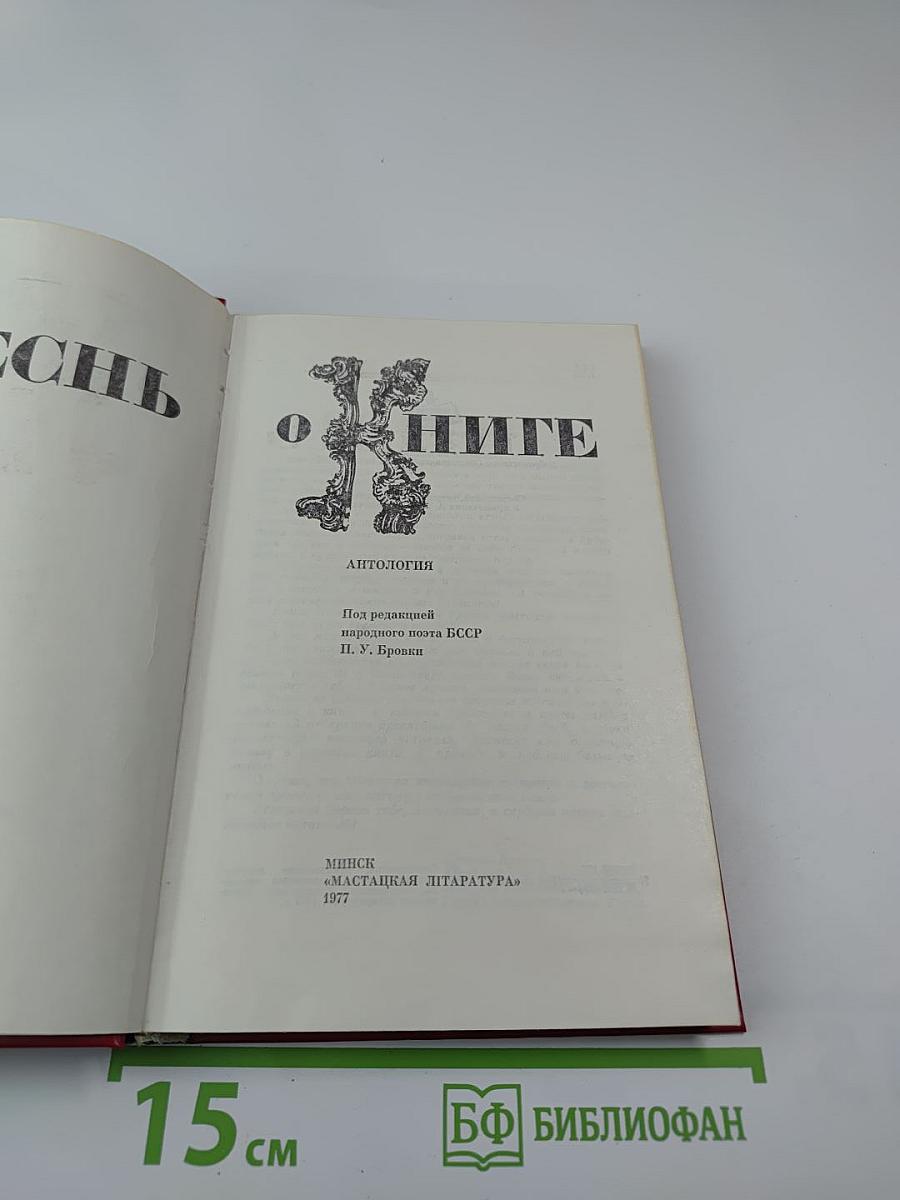 ЕСНЬ
о КНИГЕ
АНТОЛОГИЯ
Под редакцией
народного поэта БССР
П. У. Бровки
МИНСК
«МАСТАЦКАЯ ЛІТАРАТУРА»
1977
15 см
БФ БИБЛИОФАН